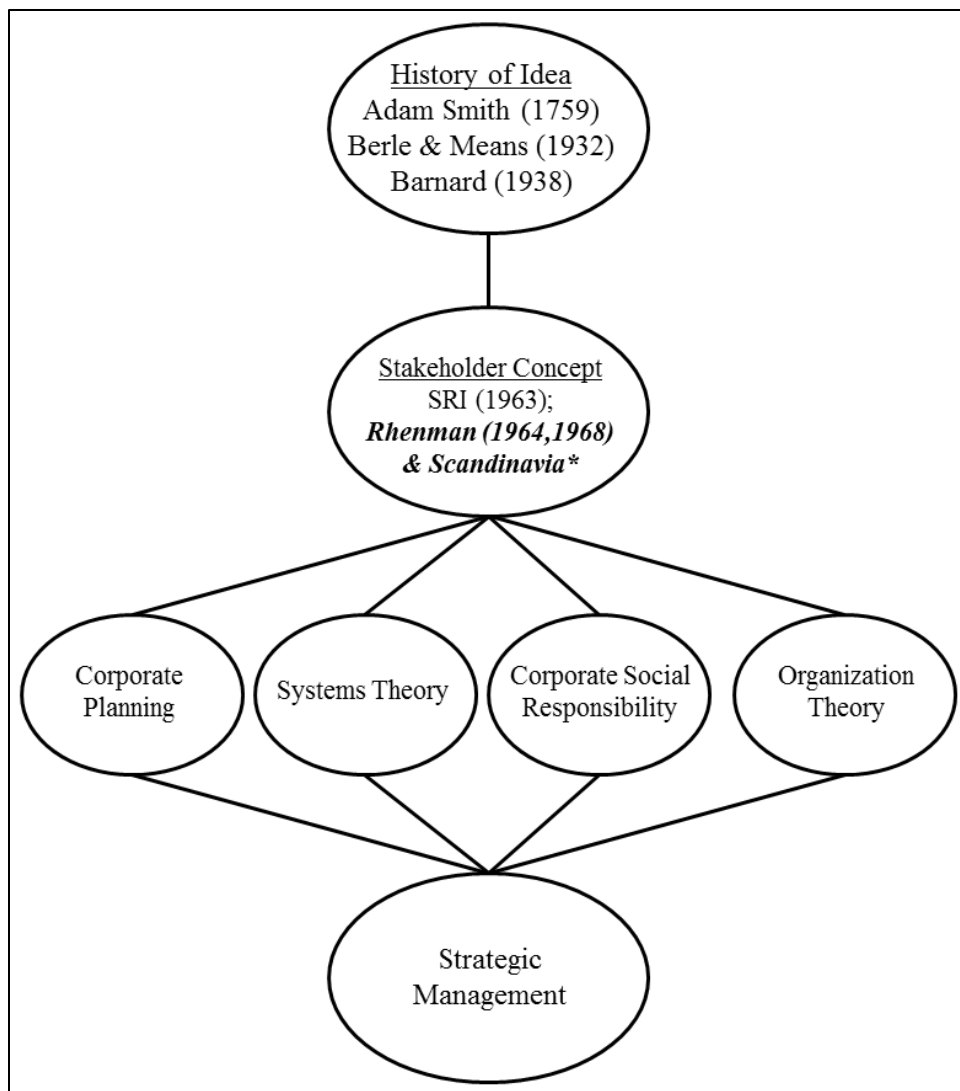 History of Idea
Adam Smith (1759)
Berle & Means (1932)
Barnard (1938)
Stakeholder Concept
SRI (1963);
Rhenman (1964,1968)
& Scandinavia*
Corporate
Planning
Systems Theory
Corporate Social
Responsibility
Organization
Theory
Strategic
Management